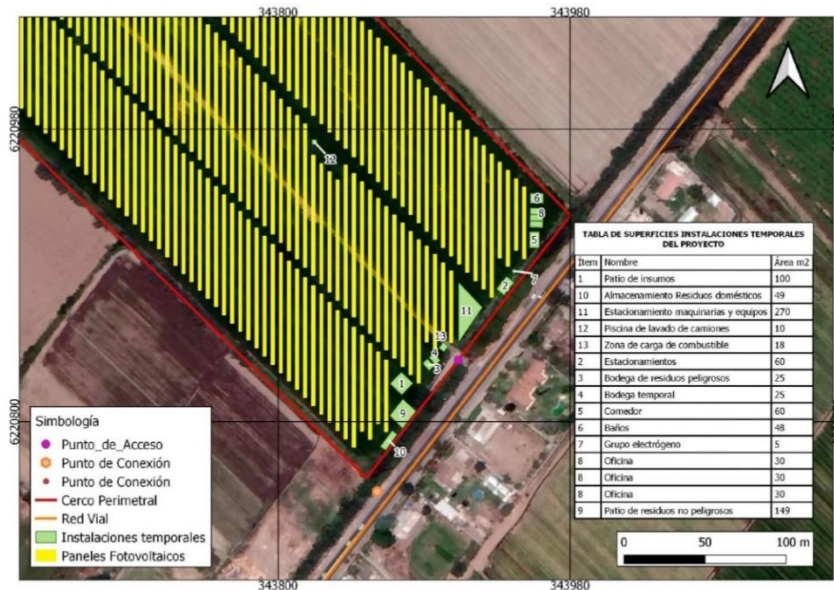 343800
343980
6220980
6220980
12
6
8
5
7
2
11
13
4
3
1
9
10
6220800
6220800
TABLA DE SUPERFICIES INSTALACIONES TEMPORALES
DEL PROYECTO
Ítem Nombre Área m2
1 Patio de insumos 100
10 Almacenamiento Residuos domésticos 49
11 Estacionamiento maquinarias y equipos 270
12 Piscina de lavado de camiones 10
13 Zona de carga de combustible 18
2 Estacionamientos 60
3 Bodega de residuos peligrosos 25
4 Bodega temporal 25
5 Comedor 60
6 Baños 48
7 Grupo electrógeno 5
8 Oficina 30
8 Oficina 30
8 Oficina 30
9 Patio de residuos no peligrosos 149
Simbología
Punto_de_Acceso
Punto de Conexión
Punto de Conexión
Cerco Perimetral
Red Vial
Instalaciones temporales
Paneles Fotovoltaicos
0 50 100 m
343800
343980